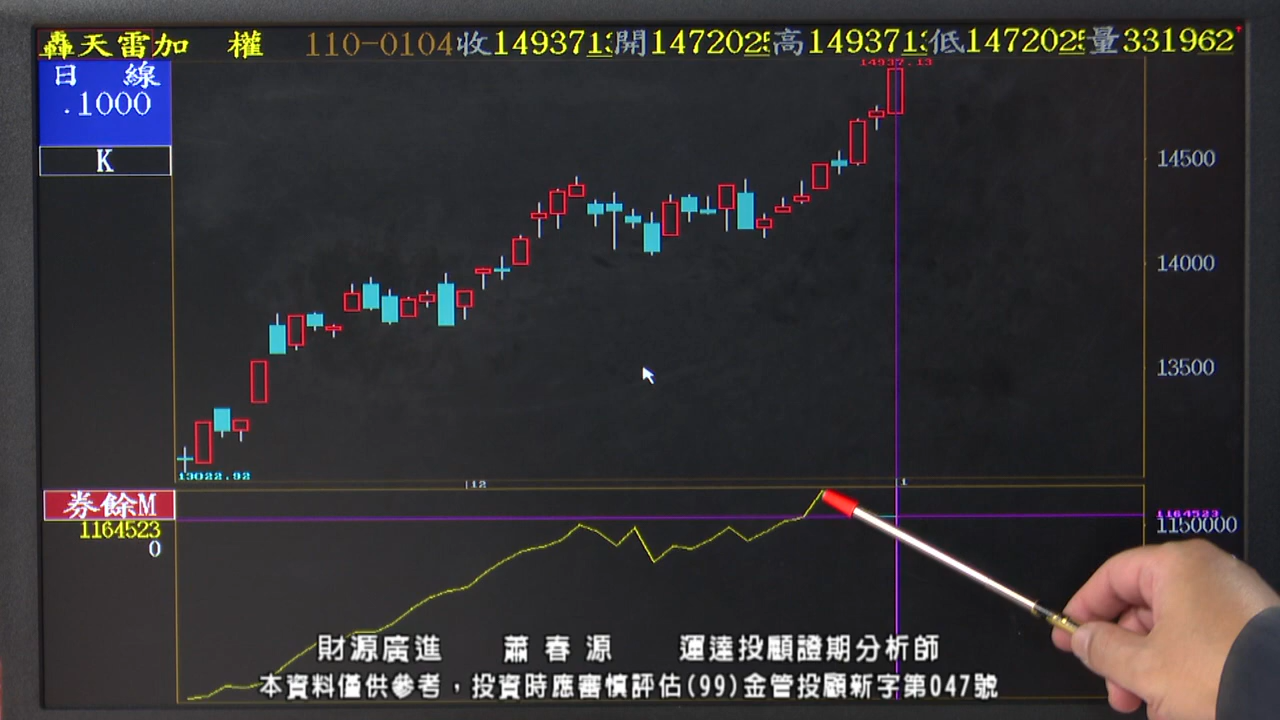 轟天雷加 權 110-0104收1493713開1472025高1493713低1472025量331962
日 線
.1000
K
14937.13
14500
14000
13500
13022.92
12
1
券餘M
1164523
0
1164523
1150000
財源廣進 蕭春源 運達投顧證期分析師
本資料僅供參考，投資時應審慎評估(99)金管投顧新字第047號